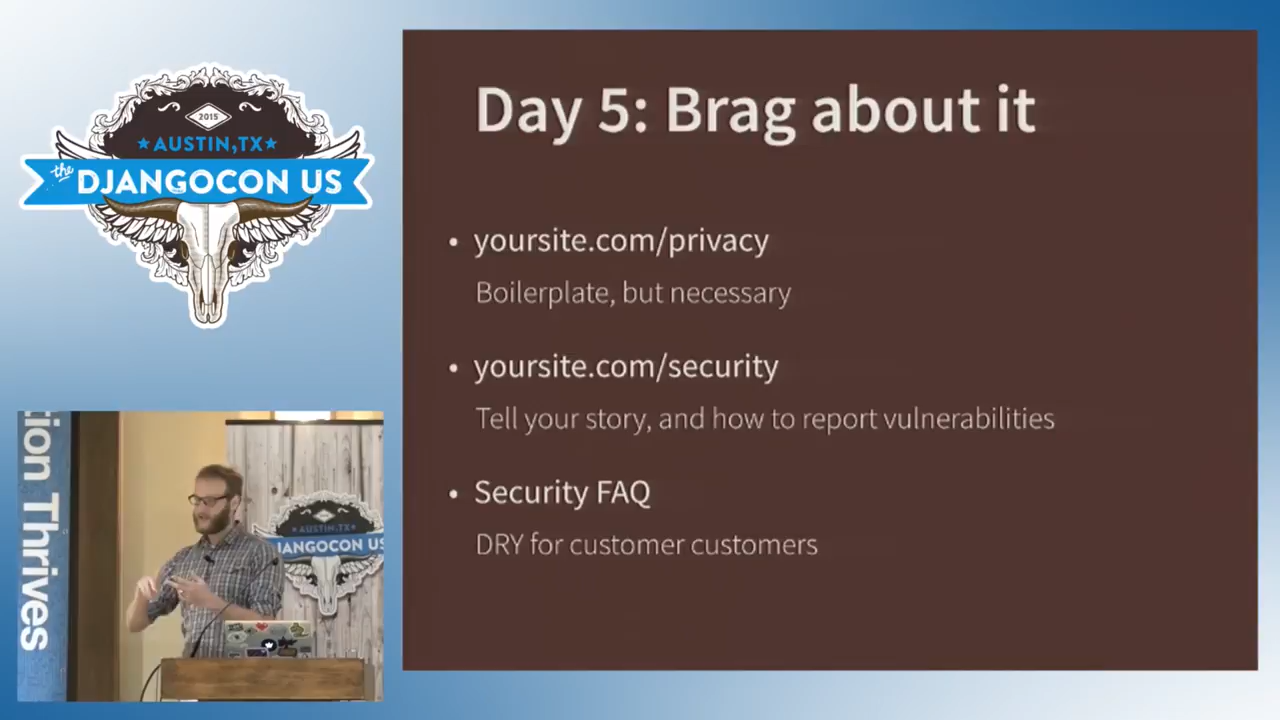 2015
AUSTIN,TX
the
DJANGOCON US
Day 5: Brag about it
• yoursite.com/privacy
Boilerplate, but necessary
• yoursite.com/security
Tell your story, and how to report vulnerabilities
• Security FAQ
DRY for customer customers
tion Thrives
AUSTIN,TX
JANGOCON US